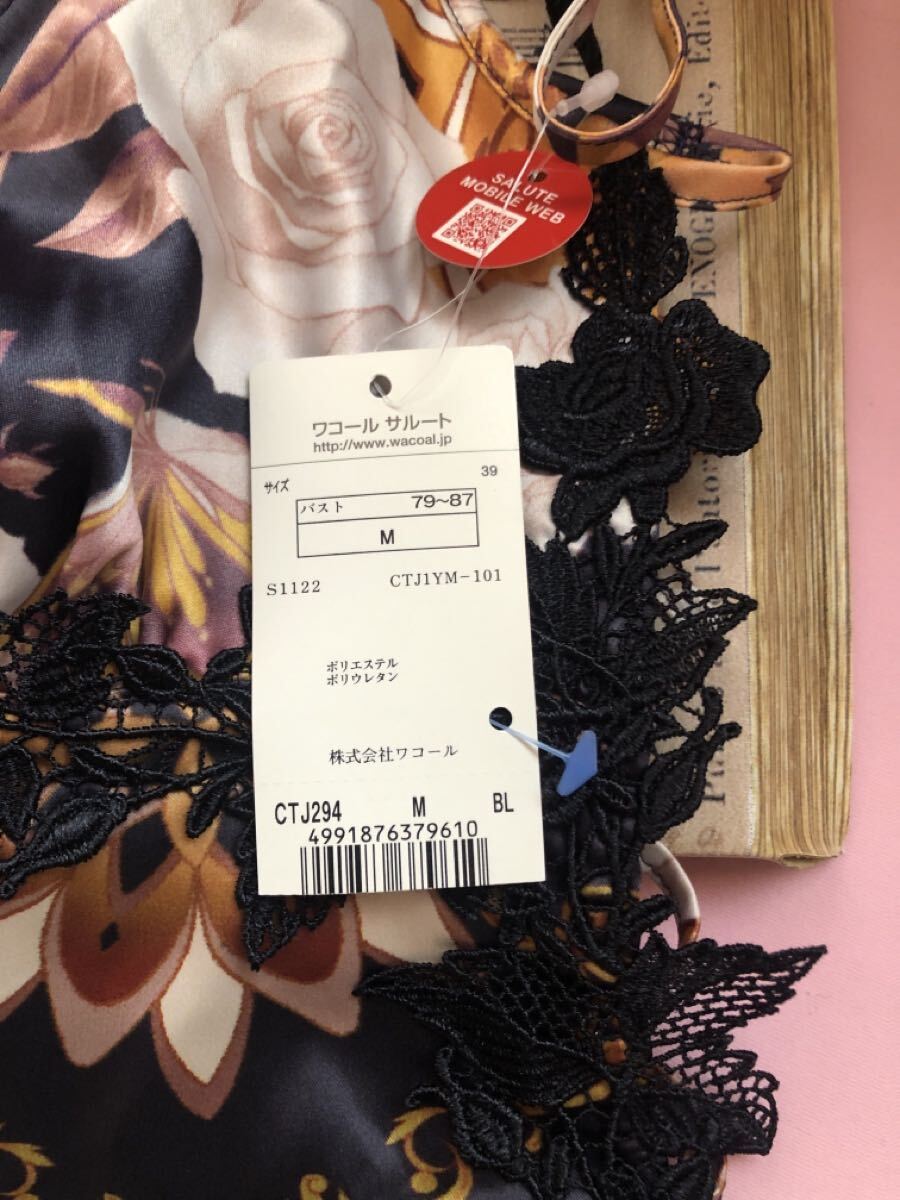 SALUTE
MOBILE WEB
ワコール サルート
http://www.wacoal.jp
サイズ
39
バスト 79~87
M
S1122 CTJ1YM-101
ポリエステル
ポリウレタン
株式会社ワコール
CTJ294 M BL
4991876379610